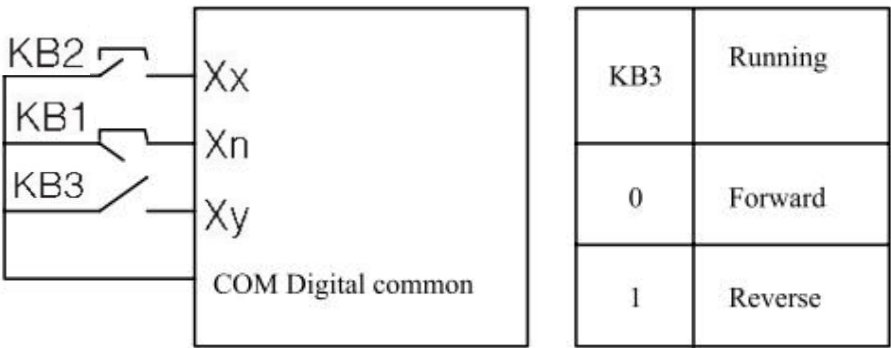 KB2
Xx
KB1
Xn
KB3
Xy
COM Digital common
KB3 Running
0 Forward
1 Reverse